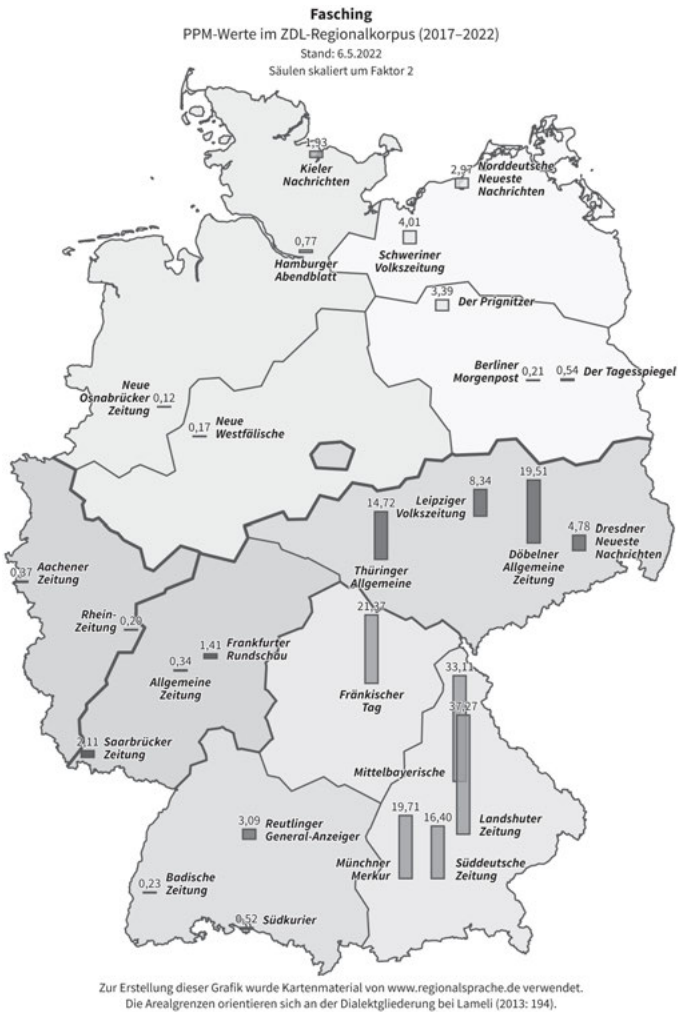 Fasching
PPM-Werte im ZDL-Regionalkorpus (2017–2022)
Stand: 6.5.2022
Säulen skaliert um Faktor 2
1,93
Kieler
Nachrichten
2,97
Norddeutsche
Neueste
Nachrichten
4,01
Schweriner
Volkszeitung
0,77
Hamburger
Abendblatt
3,39
Der Prignitzer
Berliner
Morgenpost
0,21
0,54
Der Tagesspiegel
Neue
Osnabrücker
Zeitung
0,12
0,17
Neue
Westfälische
14,72
Thüringer
Allgemeine
8,34
Leipziger
Volkszeitung
19,51
Döbelner
Allgemeine
Zeitung
4,78
Dresdner
Neueste
Nachrichten
0,37
Aachener
Zeitung
Rhein-
Zeitung
0,20
1,41
Frankfurter
Rundschau
0,34
Allgemeine
Zeitung
21,37
Fränkischer
Tag
33,11
Mittelbayerische
37,27
Landshuter
Zeitung
2,11
Saarbrücker
Zeitung
3,09
Reutlinger
General-Anzeiger
19,71
Münchner
Merkur
16,40
Süddeutsche
Zeitung
0,23
Badische
Zeitung
0,52
Südkurier
Zur Erstellung dieser Grafik wurde Kartenmaterial von www.regionalsprache.de verwendet.
Die Arealgrenzen orientieren sich an der Dialektgliederung bei Lameli (2013: 194).